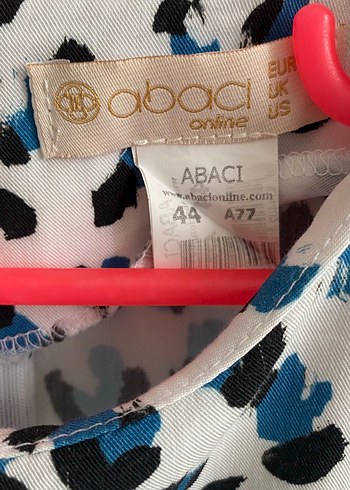 abaci
online
EUR
UK
US
ABACI
www.abacionline.com
44 A77